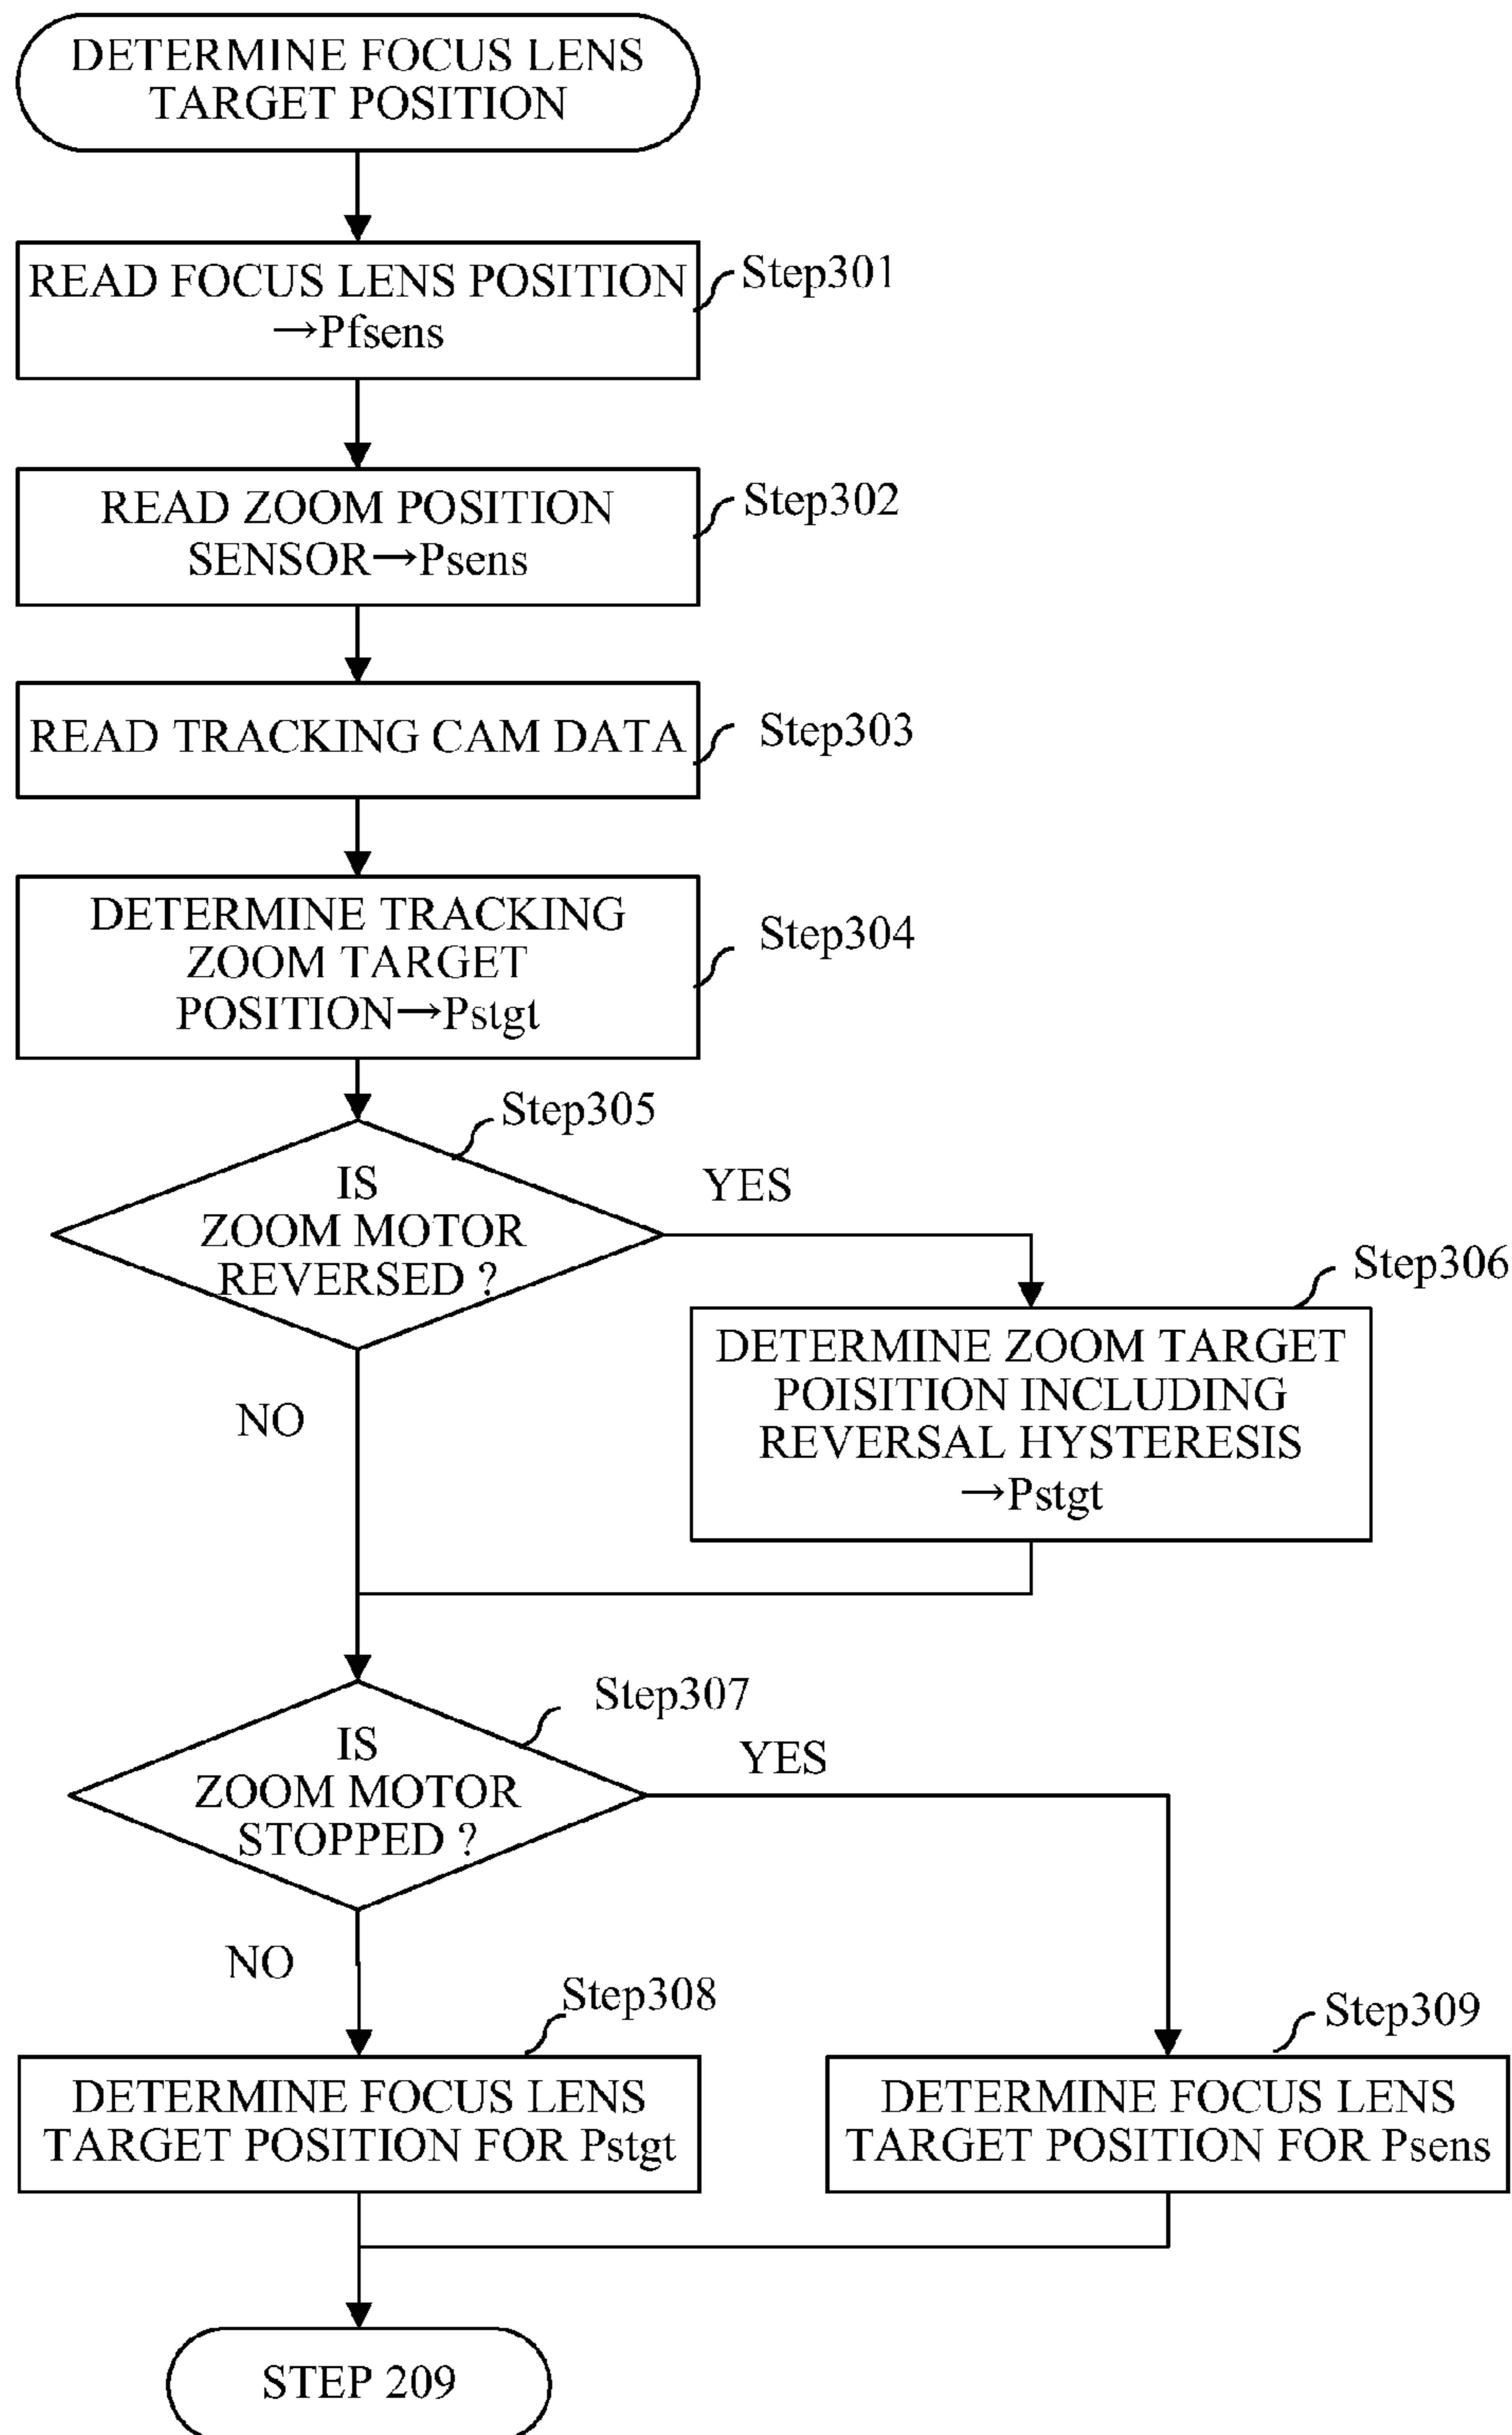 DETERMINE FOCUS LENS
TARGET POSITION
READ FOCUS LENS POSITION
→Pfsens
Step301
READ ZOOM POSITION
SENSOR→Psens
Step302
READ TRACKING CAM DATA
Step303
DETERMINE TRACKING
ZOOM TARGET
POSITION→Pstgt
Step304
Step305
IS
ZOOM MOTOR
REVERSED ?
YES
NO
Step306
DETERMINE ZOOM TARGET
POISITION INCLUDING
REVERSAL HYSTERESIS
→Pstgt
Step307
IS
ZOOM MOTOR
STOPPED ?
YES
NO
Step308
DETERMINE FOCUS LENS
TARGET POSITION FOR Pstgt
Step309
DETERMINE FOCUS LENS
TARGET POSITION FOR Psens
STEP 209